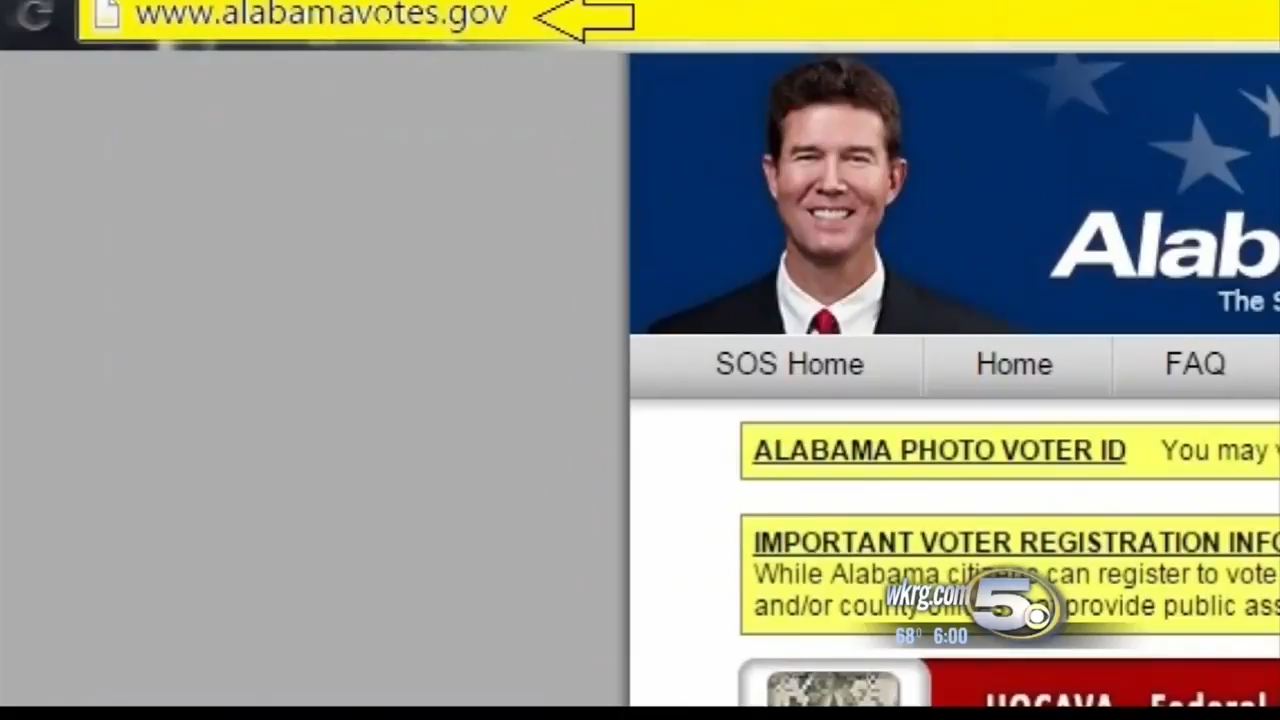 www.alabamavotes.gov
Alab
The S
SOS Home Home FAQ
ALABAMA PHOTO VOTER ID You may
IMPORTANT VOTER REGISTRATION INFO
While Alabama citizens can register to vote
and/or county provide public ass
wkrg.com 5
68° 6:00
UOCAVA - Federal